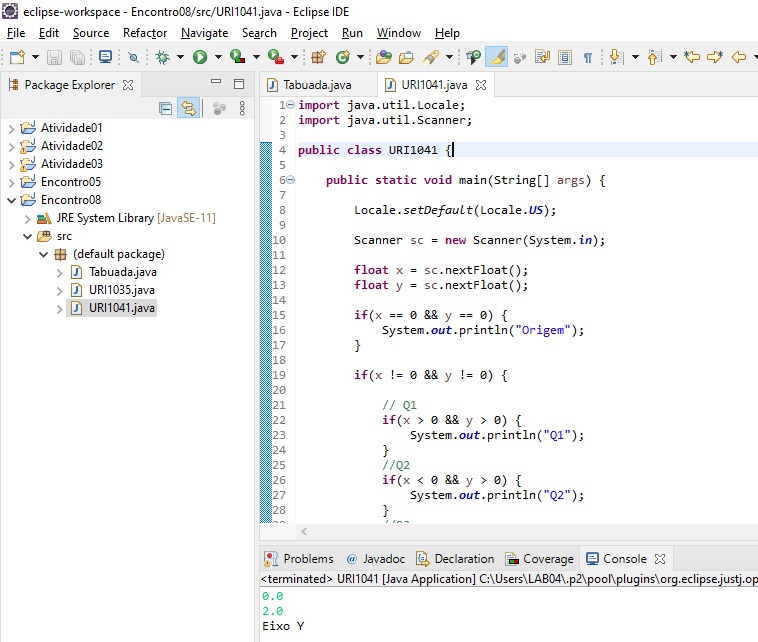 eclipse-workspace - Encontro08/src/URI1041.java - Eclipse IDE
File Edit Source Refactor Navigate Search Project Run Window Help
Package Explorer
Atividade01
Atividade02
Atividade03
Encontro05
Encontro08
JRE System Library [JavaSE-11]
src
(default package)
Tabuada.java
URI1035.java
URI1041.java
Tabuada.java URI1041.java
1 import java.util.Locale;
2 import java.util.Scanner;
3
4 public class URI1041 {
5
6 public static void main(String[] args) {
7
8 Locale.setDefault(Locale.US);
9
10 Scanner sc = new Scanner(System.in);
11
12 float x = sc.nextFloat();
13 float y = sc.nextFloat();
14
15 if(x == 0 && y == 0) {
16 System.out.println("Origem");
17 }
18
19 if(x != 0 && y != 0) {
20
21 // Q1
22 if(x > 0 && y > 0) {
23 System.out.println("Q1");
24 }
25 //Q2
26 if(x < 0 && y > 0) {
27 System.out.println("Q2");
28 }
Problems Javadoc Declaration Coverage Console
<terminated> URI1041 [Java Application] C:\Users\LAB04\.p2\pool\plugins\org.eclipse.justj.op
0.0
2.0
Eixo Y